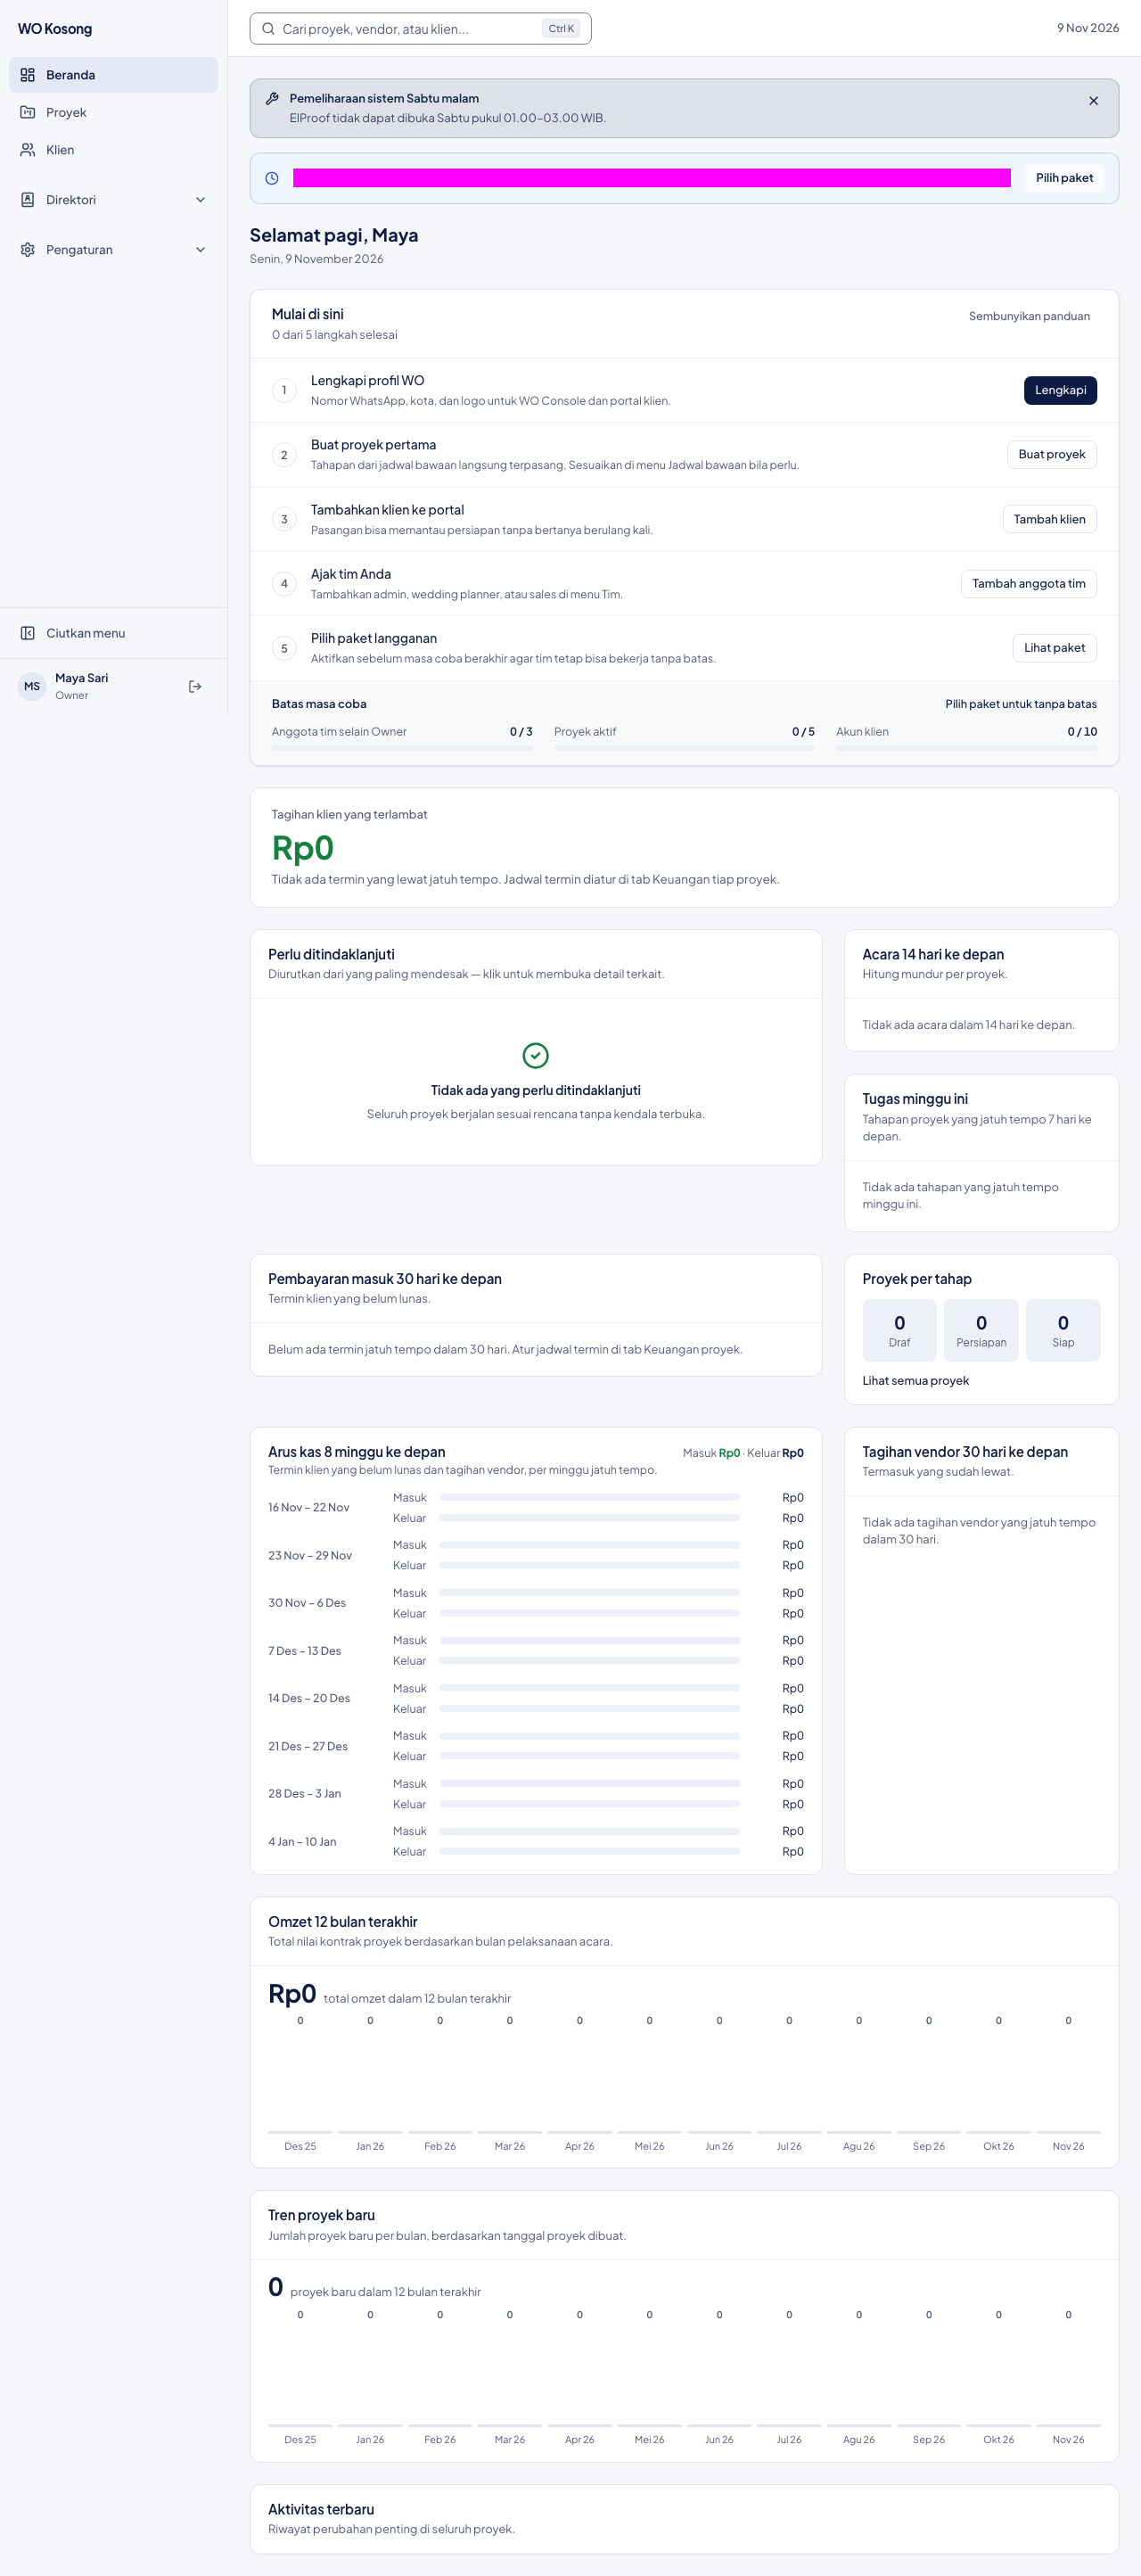 WO Kosong
Beranda
Proyek
Klien
Direktori
Pengaturan
Ciutkan menu
MS
Maya Sari
Owner
Cari proyek, vendor, atau klien...
Ctrl K
9 Nov 2026
Pemeliharaan sistem Sabtu malam
ElProof tidak dapat dibuka Sabtu pukul 01.00–03.00 WIB.
Pilih paket
Selamat pagi, Maya
Senin, 9 November 2026
Mulai di sini
0 dari 5 langkah selesai
Sembunyikan panduan
1
Lengkapi profil WO
Nomor WhatsApp, kota, dan logo untuk WO Console dan portal klien.
Lengkapi
2
Buat proyek pertama
Tahapan dari jadwal bawaan langsung terpasang. Sesuaikan di menu Jadwal bawaan bila perlu.
Buat proyek
3
Tambahkan klien ke portal
Pasangan bisa memantau persiapan tanpa bertanya berulang kali.
Tambah klien
4
Ajak tim Anda
Tambahkan admin, wedding planner, atau sales di menu Tim.
Tambah anggota tim
5
Pilih paket langganan
Aktifkan sebelum masa coba berakhir agar tim tetap bisa bekerja tanpa batas.
Lihat paket
Batas masa coba
Pilih paket untuk tanpa batas
Anggota tim selain Owner 0 / 3
Proyek aktif 0 / 5
Akun klien 0 / 10
Tagihan klien yang terlambat
Rp0
Tidak ada termin yang lewat jatuh tempo. Jadwal termin diatur di tab Keuangan tiap proyek.
Perlu ditindaklanjuti
Diurutkan dari yang paling mendesak — klik untuk membuka detail terkait.
Tidak ada yang perlu ditindaklanjuti
Seluruh proyek berjalan sesuai rencana tanpa kendala terbuka.
Acara 14 hari ke depan
Hitung mundur per proyek.
Tidak ada acara dalam 14 hari ke depan.
Tugas minggu ini
Tahapan proyek yang jatuh tempo 7 hari ke
depan.
Tidak ada tahapan yang jatuh tempo
minggu ini.
Pembayaran masuk 30 hari ke depan
Termin klien yang belum lunas.
Belum ada termin jatuh tempo dalam 30 hari. Atur jadwal termin di tab Keuangan proyek.
Proyek per tahap
0 0 0
Draf Persiapan Siap
Lihat semua proyek
Arus kas 8 minggu ke depan
Masuk Rp0 · Keluar Rp0
Termin klien yang belum lunas dan tagihan vendor, per minggu jatuh tempo.
16 Nov – 22 Nov
Masuk Rp0
Keluar Rp0
23 Nov – 29 Nov
Masuk Rp0
Keluar Rp0
30 Nov – 6 Des
Masuk Rp0
Keluar Rp0
7 Des – 13 Des
Masuk Rp0
Keluar Rp0
14 Des – 20 Des
Masuk Rp0
Keluar Rp0
21 Des – 27 Des
Masuk Rp0
Keluar Rp0
28 Des – 3 Jan
Masuk Rp0
Keluar Rp0
4 Jan – 10 Jan
Masuk Rp0
Keluar Rp0
Tagihan vendor 30 hari ke depan
Termasuk yang sudah lewat.
Tidak ada tagihan vendor yang jatuh tempo
dalam 30 hari.
Omzet 12 bulan terakhir
Total nilai kontrak proyek berdasarkan bulan pelaksanaan acara.
Rp0 total omzet dalam 12 bulan terakhir
0 0 0 0 0 0 0 0 0 0 0 0
Des 25 Jan 26 Feb 26 Mar 26 Apr 26 Mei 26 Jun 26 Jul 26 Agu 26 Sep 26 Okt 26 Nov 26
Tren proyek baru
Jumlah proyek baru per bulan, berdasarkan tanggal proyek dibuat.
0 proyek baru dalam 12 bulan terakhir
0 0 0 0 0 0 0 0 0 0 0 0
Des 25 Jan 26 Feb 26 Mar 26 Apr 26 Mei 26 Jun 26 Jul 26 Agu 26 Sep 26 Okt 26 Nov 26
Aktivitas terbaru
Riwayat perubahan penting di seluruh proyek.